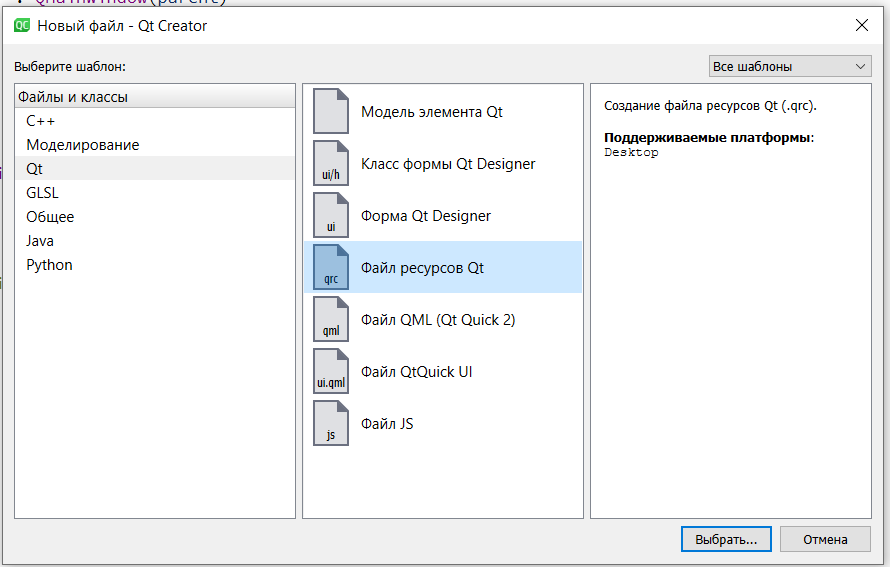 QMainWindow(parent)
Новый файл - Qt Creator
Выберите шаблон:
Все шаблоны
Файлы и классы
C++
Моделирование
Qt
GLSL
Общее
Java
Python
Модель элемента Qt
ui/h
Класс формы Qt Designer
ui
Форма Qt Designer
qrc
Файл ресурсов Qt
qml
Файл QML (Qt Quick 2)
ui.qml
Файл QtQuick UI
js
Файл JS
Создание файла ресурсов Qt (.qrc).
Поддерживаемые платформы:
Desktop
Выбрать...
Отмена